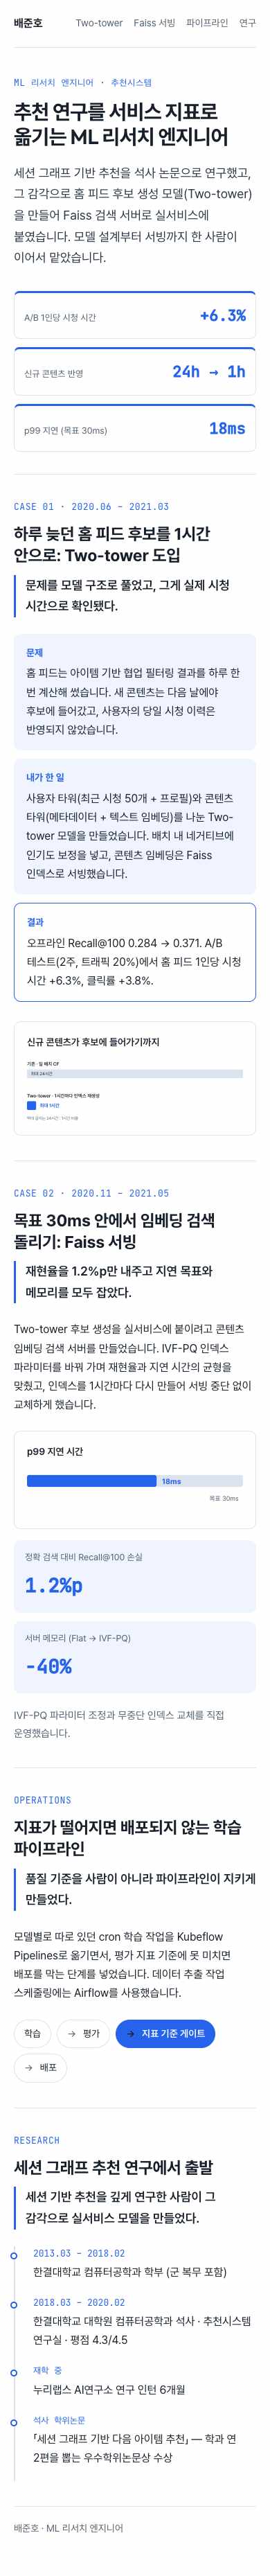 배준호
Two-tower Faiss 서빙 파이프라인 연구
ML 리서치 엔지니어 · 추천시스템
추천 연구를 서비스 지표로
옮기는 ML 리서치 엔지니어
세션 그래프 기반 추천을 석사 논문으로 연구했고,
그 감각으로 홈 피드 후보 생성 모델(Two-tower)
을 만들어 Faiss 검색 서버로 실서비스에
붙였습니다. 모델 설계부터 서빙까지 한 사람이
이어서 맡았습니다.
A/B 1인당 시청 시간
+6.3%
신규 콘텐츠 반영
24h → 1h
p99 지연 (목표 30ms)
18ms
CASE 01 · 2020.06 – 2021.03
하루 늦던 홈 피드 후보를 1시간
안으로: Two-tower 도입
문제를 모델 구조로 풀었고, 그게 실제 시청
시간으로 확인됐다.
문제
홈 피드는 아이템 기반 협업 필터링 결과를 하루 한
번 계산해 썼습니다. 새 콘텐츠는 다음 날에야
후보에 들어갔고, 사용자의 당일 시청 이력은
반영되지 않았습니다.
내가 한 일
사용자 타워(최근 시청 50개 + 프로필)와 콘텐츠
타워(메타데이터 + 텍스트 임베딩)를 나눈 Two-
tower 모델을 만들었습니다. 배치 내 네거티브에
인기도 보정을 넣고, 콘텐츠 임베딩은 Faiss
인덱스로 서빙했습니다.
결과
오프라인 Recall@100 0.284 → 0.371. A/B
테스트(2주, 트래픽 20%)에서 홈 피드 1인당 시청
시간 +6.3%, 클릭률 +3.8%.
신규 콘텐츠가 후보에 들어가기까지
기존 · 일 배치 CF
최대 24시간
Two-tower · 1시간마다 인덱스 재생성
최대 1시간
CASE 02 · 2020.11 – 2021.05
목표 30ms 안에서 임베딩 검색
돌리기: Faiss 서빙
재현율을 1.2%p만 내주고 지연 목표와
메모리를 모두 잡았다.
Two-tower 후보 생성을 실서비스에 붙이려고 콘텐츠
임베딩 검색 서버를 만들었습니다. IVF-PQ 인덱스
파라미터를 바꿔 가며 재현율과 지연 시간의 균형을
맞췄고, 인덱스를 1시간마다 다시 만들어 서빙 중단 없이
교체하게 했습니다.
p99 지연 시간
18ms
목표 30ms
정확 검색 대비 Recall@100 손실
1.2%p
서버 메모리 (Flat → IVF-PQ)
-40%
IVF-PQ 파라미터 조정과 무중단 인덱스 교체를 직접
운영했습니다.
OPERATIONS
지표가 떨어지면 배포되지 않는 학습
파이프라인
품질 기준을 사람이 아니라 파이프라인이 지키게
만들었다.
모델별로 따로 있던 cron 학습 작업을 Kubeflow
Pipelines로 옮기면서, 평가 지표 기준에 못 미치면
배포를 막는 단계를 넣었습니다. 데이터 추출 작업
스케줄링에는 Airflow를 사용했습니다.
학습 → 평가 → 지표 기준 게이트
→ 배포
RESEARCH
세션 그래프 추천 연구에서 출발
세션 기반 추천을 깊게 연구한 사람이 그
감각으로 실서비스 모델을 만들었다.
2013.03 – 2018.02
한결대학교 컴퓨터공학과 학부 (군 복무 포함)
2018.03 – 2020.02
한결대학교 대학원 컴퓨터공학과 석사 · 추천시스템
연구실 · 평점 4.3/4.5
재학 중
누리랩스 AI연구소 연구 인턴 6개월
석사 학위논문
「세션 그래프 기반 다음 아이템 추천」 — 학과 연
2편을 뽑는 우수학위논문상 수상
배준호 · ML 리서치 엔지니어